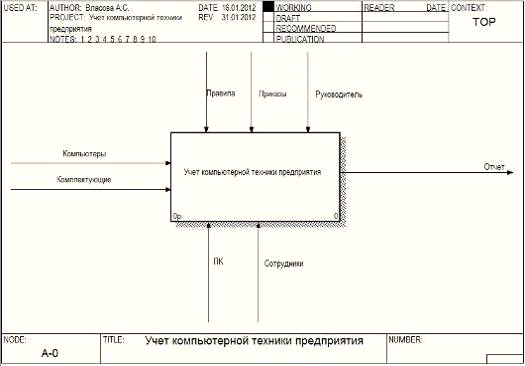 USED AT: AUTHOR: Власова А.С. DATE: 16.01.2012 WORKING READER DATE CONTEXT
PROJECT: Учет компьютерной техники REV: 31.01.2012 DRAFT TOP
предприятия RECOMMENDED
NOTES: 1 2 3 4 5 6 7 8 9 10 PUBLICATION
Правила Приказы Руководитель
Компьютеры
Комплектующие
Учет компьютерной техники предприятия
Отчет
0р. 0
ПК Сотрудники
NODE: TITLE: Учет компьютерной техники предприятия NUMBER:
A-0